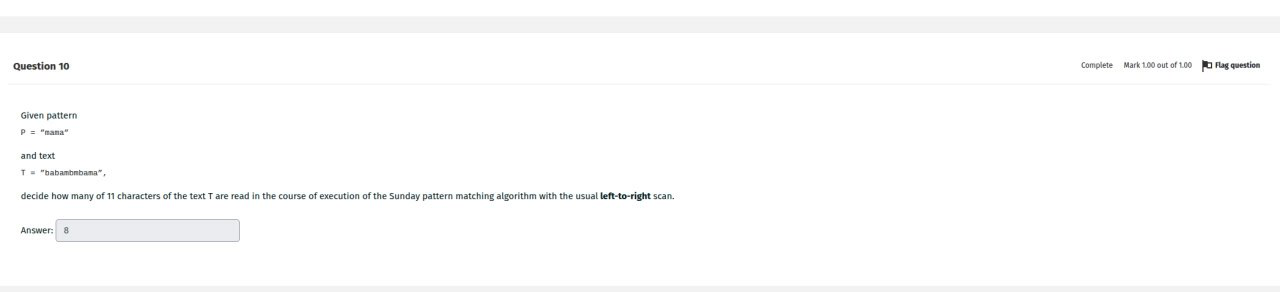 Question 10
Complete Mark 1.00 out of 1.00 Flag question
Given pattern
P = "mama"
and text
T = "babambmbama",
decide how many of 11 characters of the text T are read in the course of execution of the Sunday pattern matching algorithm with the usual left-to-right scan.
Answer: 8